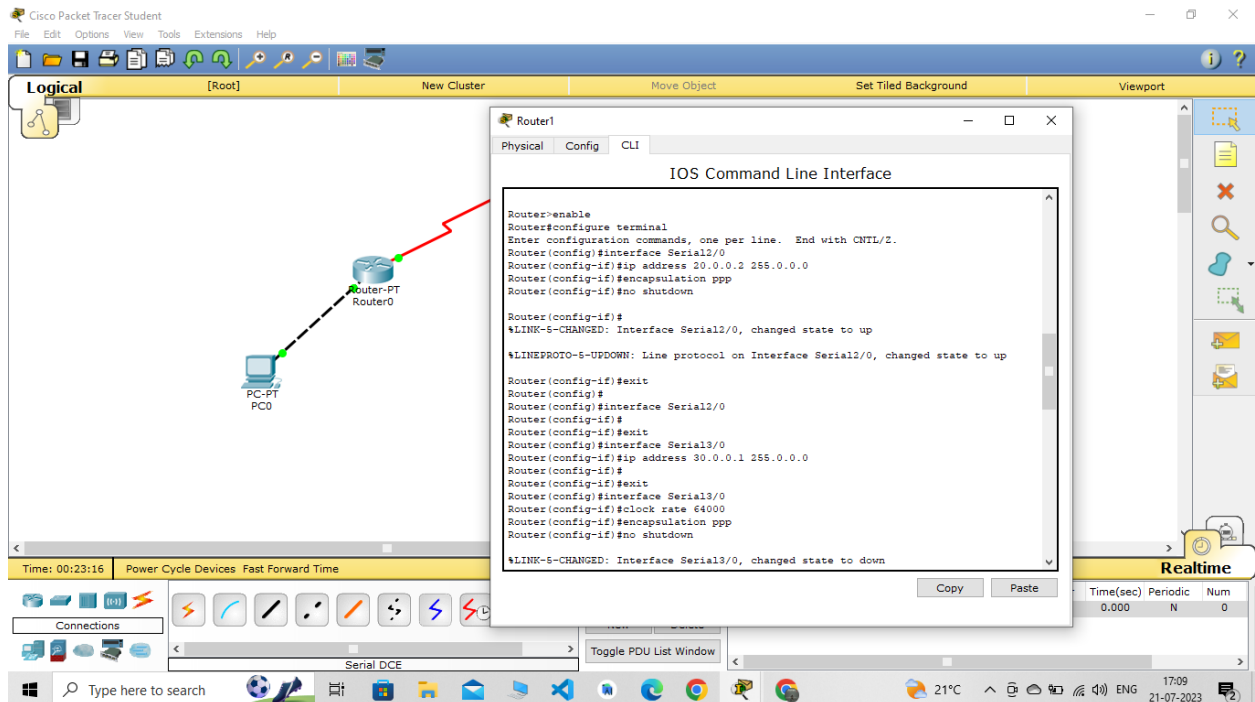 Cisco Packet Tracer Student
File Edit Options View Tools Extensions Help
Logical [Root] New Cluster Move Object Set Tiled Background Viewport
Router1
Physical Config CLI
IOS Command Line Interface
Router>enable
Router#configure terminal
Enter configuration commands, one per line. End with CNTL/Z.
Router(config)#interface Serial2/0
Router(config-if)#ip address 20.0.0.2 255.0.0.0
Router(config-if)#encapsulation ppp
Router(config-if)#no shutdown
Router(config-if)#
%LINK-5-CHANGED: Interface Serial2/0, changed state to up
%LINEPROTO-5-UPDOWN: Line protocol on Interface Serial2/0, changed state to up
Router(config-if)#exit
Router(config)#
Router(config)#interface Serial2/0
Router(config-if)#
Router(config-if)#exit
Router(config)#interface Serial3/0
Router(config-if)#ip address 30.0.0.1 255.0.0.0
Router(config-if)#
Router(config-if)#exit
Router(config)#interface Serial3/0
Router(config-if)#clock rate 64000
Router(config-if)#encapsulation ppp
Router(config-if)#no shutdown
%LINK-5-CHANGED: Interface Serial3/0, changed state to down
Copy Paste
Router-PT
Router0
PC-PT
PC0
Time: 00:23:16 Power Cycle Devices Fast Forward Time Realtime
Connections
Serial DCE
Toggle PDU List Window
Time(sec) Periodic Num
0.000 N 0
Type here to search
21°C ENG 17:09
21-07-2023